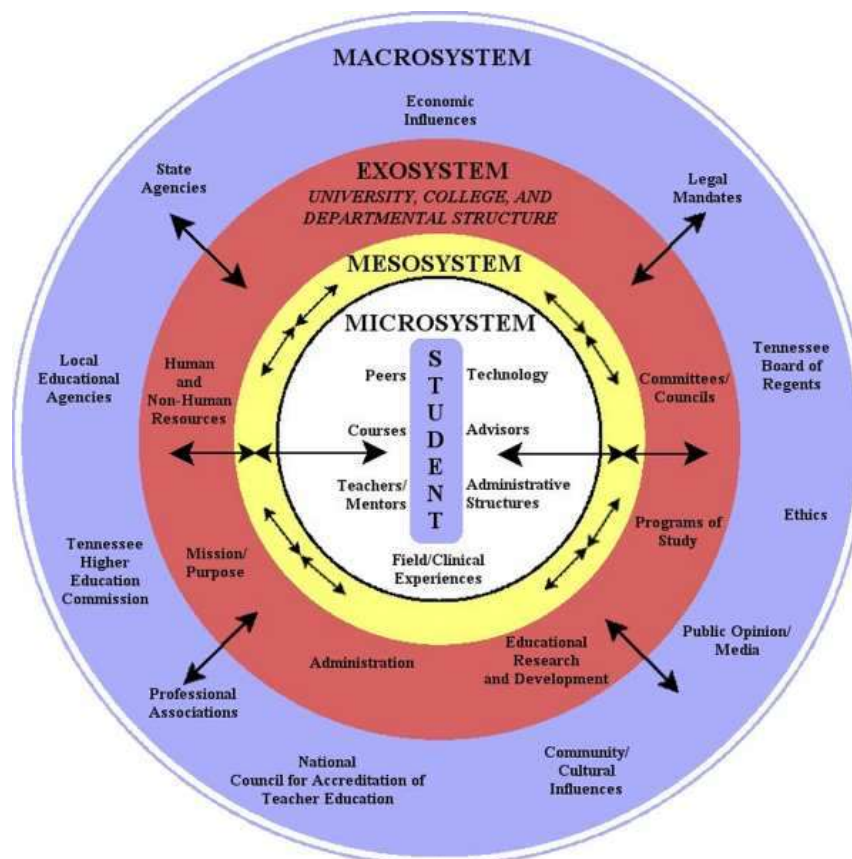 MACROSYSTEM
Economic
Influences
State
Agencies
Legal
Mandates
EXOSYSTEM
UNIVERSITY, COLLEGE, AND
DEPARTMENTAL STRUCTURE
MESOSYSTEM
MICROSYSTEM
STUDENT
Peers
Technology
Courses
Advisors
Teachers/
Mentors
Administrative
Structures
Field/Clinical
Experiences
Local
Educational
Agencies
Human
and
Non-Human
Resources
Committees/
Councils
Tennessee
Board of
Regents
Ethics
Programs of
Study
Tennessee
Higher
Education
Commission
Mission/
Purpose
Administration
Educational
Research
and Development
Public Opinion/
Media
Professional
Associations
National
Council for Accreditation of
Teacher Education
Community/
Cultural
Influences